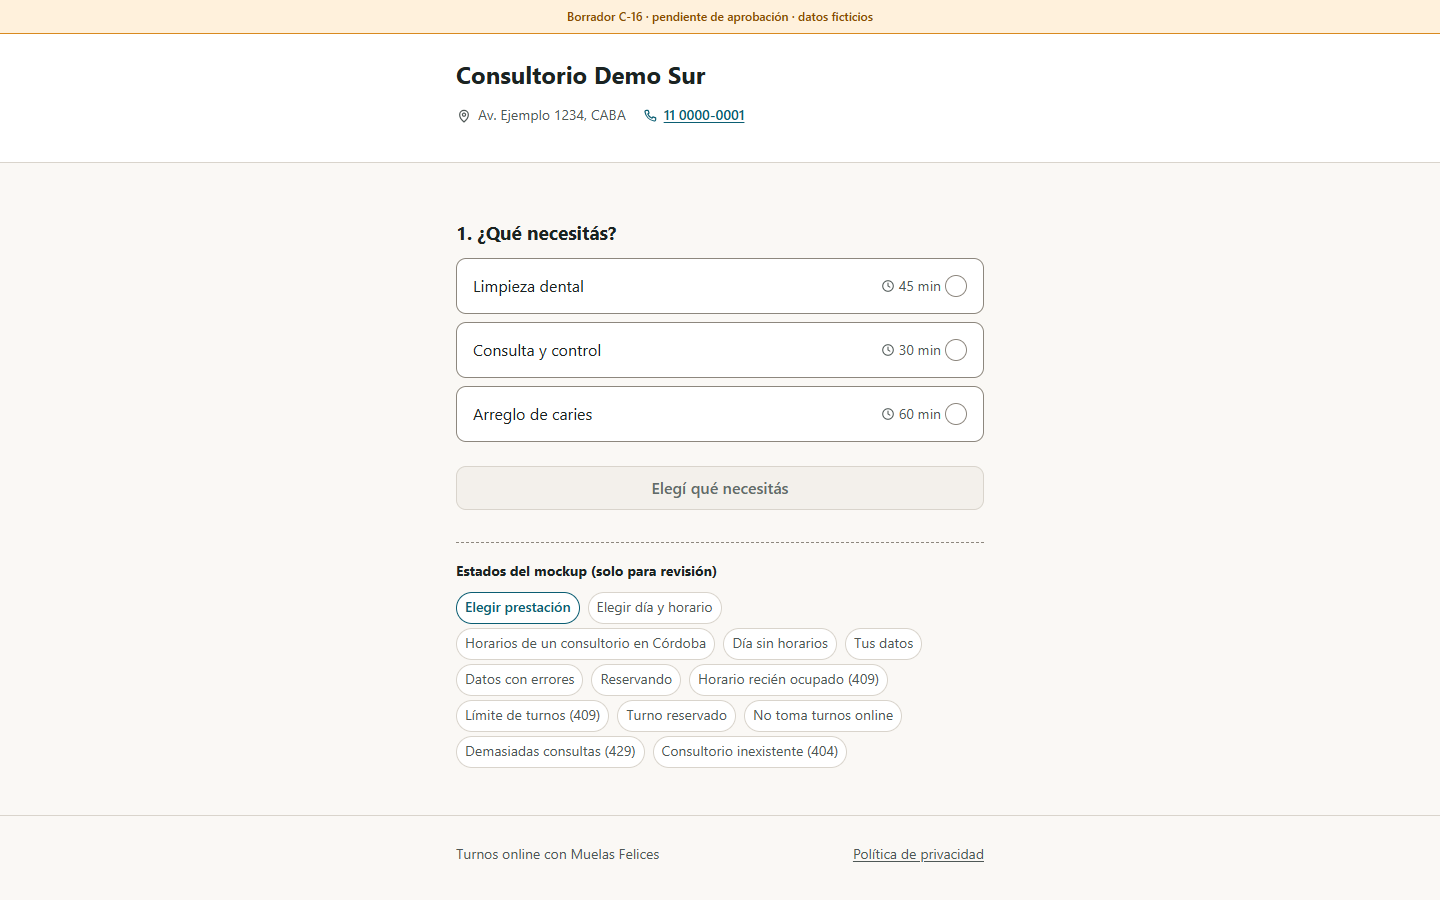 Borrador C-16 · pendiente de aprobación · datos ficticios
Consultorio Demo Sur
Av. Ejemplo 1234, CABA 11 0000-0001
1. ¿Qué necesitás?
Limpieza dental 45 min
Consulta y control 30 min
Arreglo de caries 60 min
Elegí qué necesitás
Estados del mockup (solo para revisión)
Elegir prestación Elegir día y horario
Horarios de un consultorio en Córdoba Día sin horarios Tus datos
Datos con errores Reservando Horario recién ocupado (409)
Límite de turnos (409) Turno reservado No toma turnos online
Demasiadas consultas (429) Consultorio inexistente (404)
Turnos online con Muelas Felices Política de privacidad